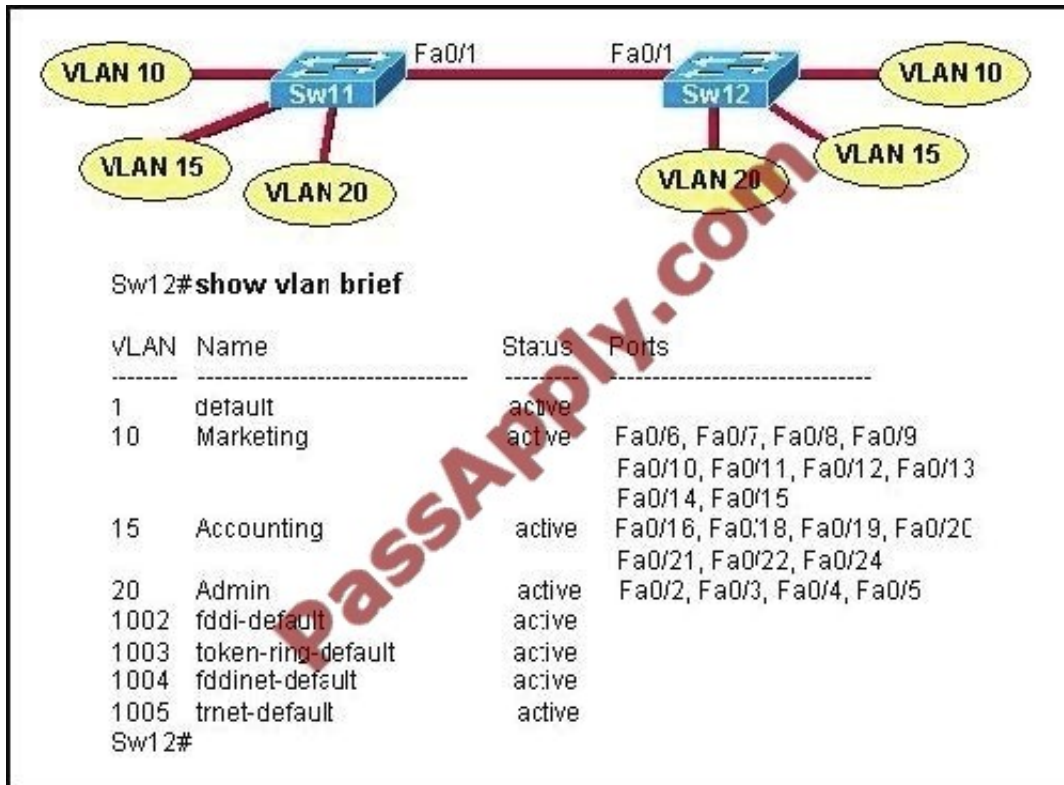 Fa0/1 Fa0/1
VLAN 10 Sw11 Sw12 VLAN 10
VLAN 15 VLAN 20 VLAN 20 VLAN 15
Sw12#show vlan brief
VLAN Name Status Ports
-------- ------------------------------- --------- ------------------------------
1 default active
10 Marketing active Fa0/6, Fa0/7, Fa0/8, Fa0/9
Fa0/10, Fa0/11, Fa0/12, Fa0/13
Fa0/14, Fa0/15
15 Accounting active Fa0/16, Fa0/18, Fa0/19, Fa0/20
Fa0/21, Fa0/22, Fa0/24
20 Admin active Fa0/2, Fa0/3, Fa0/4, Fa0/5
1002 fddi-default active
1003 token-ring-default active
1004 fddinet-default active
1005 trnet-default active
Sw12#
PassApply.com